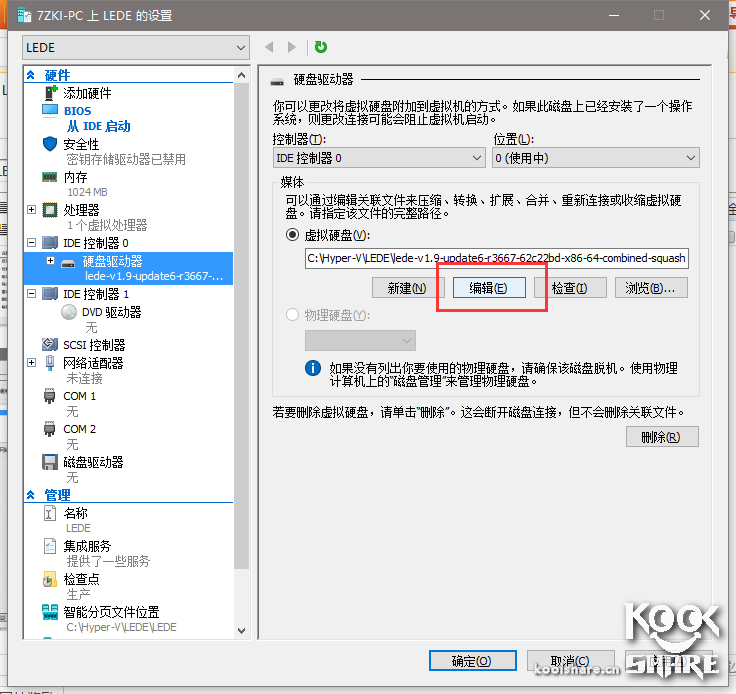 7ZKI-PC 上 LEDE 的设置
LEDE
硬件
添加硬件
BIOS
从 IDE 启动
安全性
密钥存储驱动器已禁用
内存
1024 MB
处理器
1 个虚拟处理器
IDE 控制器 0
硬盘驱动器
lede-v1.9-update6-r3667-...
IDE 控制器 1
DVD 驱动器
无
SCSI 控制器
网络适配器
未连接
COM 1
无
COM 2
无
磁盘驱动器
无
管理
名称
LEDE
集成服务
提供了一些服务
检查点
生产
智能分页文件位置
C:\Hyper-V\LEDE\LEDE
硬盘驱动器
你可以更改将虚拟硬盘附加到虚拟机的方式。如果此磁盘上已经安装了一个操作
系统，则更改连接可能会阻止虚拟机启动。
控制器(T): 位置(L):
IDE 控制器 0 0 (使用中)
媒体
可以通过编辑关联文件来压缩、转换、扩展、合并、重新连接或收缩虚拟硬
盘。请指定该文件的完整路径。
虚拟硬盘(V):
C:\Hyper-V\LEDE\lede-v1.9-update6-r3667-62c22bd-x86-64-combined-squash
新建(N) 编辑(E) 检查(I) 浏览(B)...
物理硬盘(Y):
如果没有列出你要使用的物理硬盘，请确保该磁盘脱机。使用物理
计算机上的"磁盘管理"来管理物理硬盘。
若要删除虚拟硬盘，请单击"删除"。这会断开磁盘连接，但不会删除关联文件。
删除(R)
确定(O) 取消(C)
koolshare.cn
KOOL
SHARE